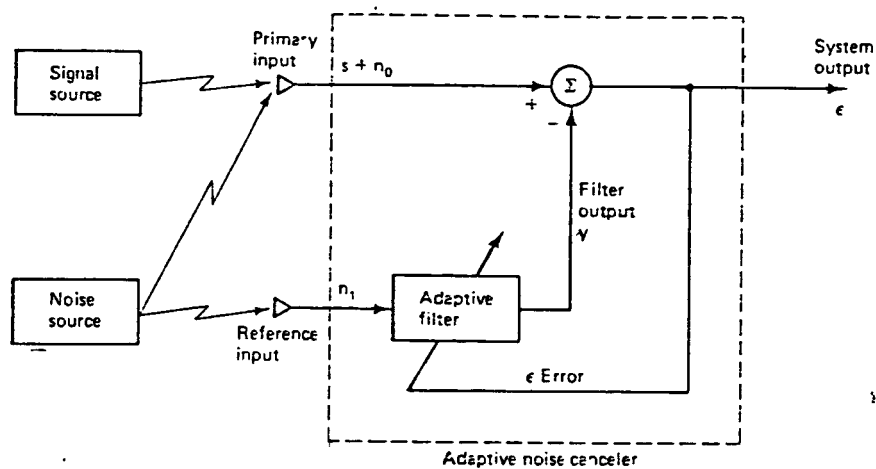 Signal
source
Primary
input
s + n₀
+
Σ
−
System
output
ϵ
Filter
output
y
Noise
source
Reference
input
n₁
Adaptive
filter
ϵ Error
Adaptive noise canceler